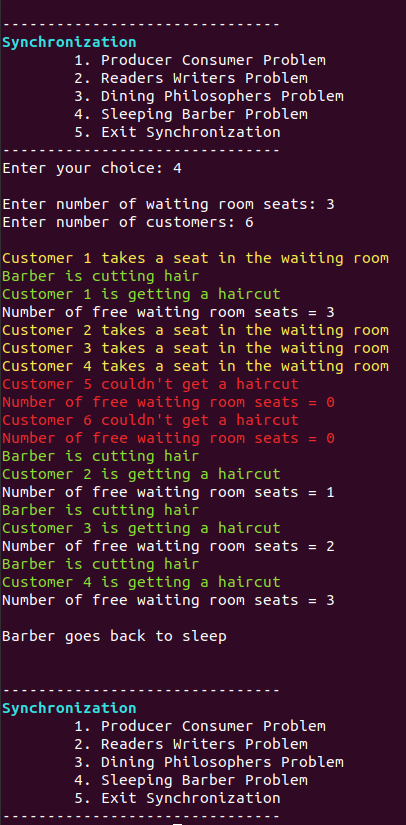 ------------------------------
Synchronization
1. Producer Consumer Problem
2. Readers Writers Problem
3. Dining Philosophers Problem
4. Sleeping Barber Problem
5. Exit Synchronization
------------------------------
Enter your choice: 4
Enter number of waiting room seats: 3
Enter number of customers: 6
Customer 1 takes a seat in the waiting room
Barber is cutting hair
Customer 1 is getting a haircut
Number of free waiting room seats = 3
Customer 2 takes a seat in the waiting room
Customer 3 takes a seat in the waiting room
Customer 4 takes a seat in the waiting room
Customer 5 couldn't get a haircut
Number of free waiting room seats = 0
Customer 6 couldn't get a haircut
Number of free waiting room seats = 0
Barber is cutting hair
Customer 2 is getting a haircut
Number of free waiting room seats = 1
Barber is cutting hair
Customer 3 is getting a haircut
Number of free waiting room seats = 2
Barber is cutting hair
Customer 4 is getting a haircut
Number of free waiting room seats = 3
Barber goes back to sleep
------------------------------
Synchronization
1. Producer Consumer Problem
2. Readers Writers Problem
3. Dining Philosophers Problem
4. Sleeping Barber Problem
5. Exit Synchronization
------------------------------